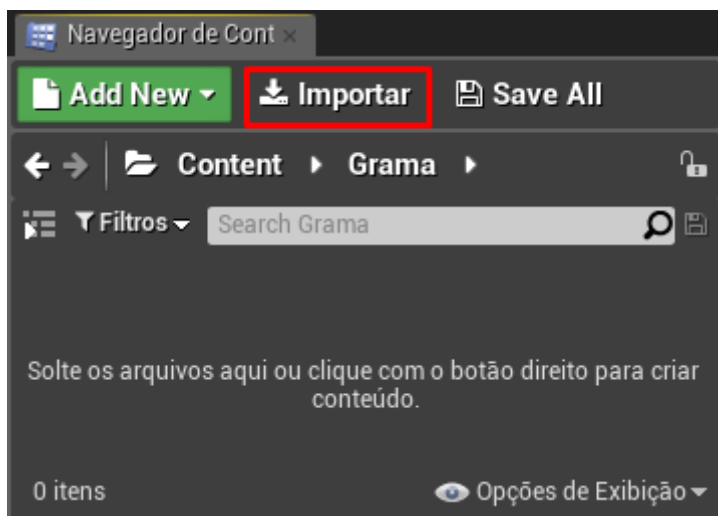 Navegador de Cont
Add New Importar Save All
Content Grama
Filtros Search Grama
Solte os arquivos aqui ou clique com o botão direito para criar
conteúdo.
0 itens Opções de Exibição